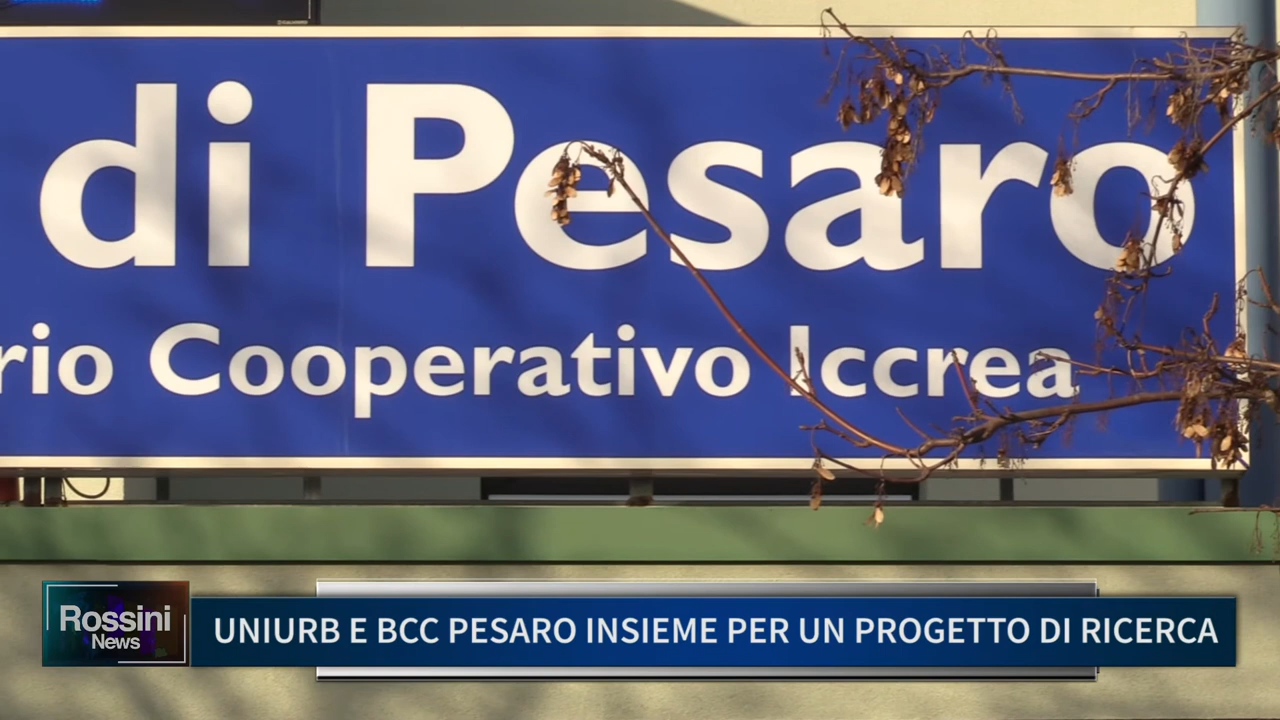 di Pesaro
rio Cooperativo Iccrea
Rossini
News
UNIURB E BCC PESARO INSIEME PER UN PROGETTO DI RICERCA